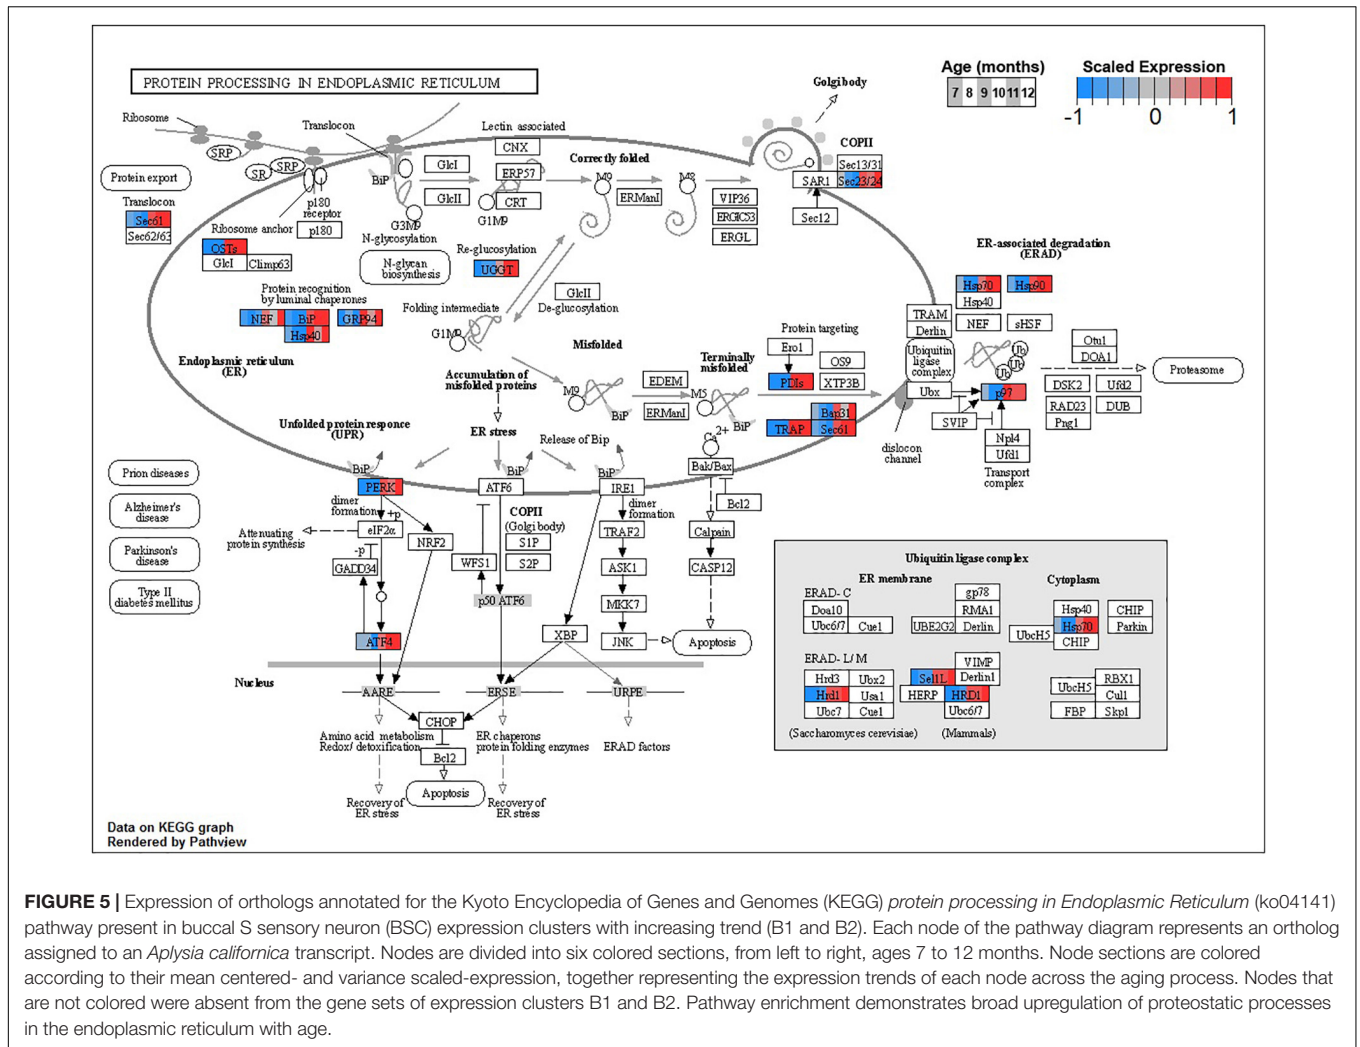 PROTEIN PROCESSING IN ENDOPLASMIC RETICULUM
Age (months)
7 8 9 10 11 12
Scaled Expression
-1 0 1
Ribosome
SRP
SR
SRP
Translocon
Protein export
Translocon
Sec61
Sec62/63
p180
receptor
p180
Ribosome anchor
OSTs
GlcI
Climp63
BiP
GlcI
GlcII
G3M9
N-glycosylation
N-glycan
biosynthesis
Lectin associated
CNX
ERP57
CRT
G1M9
Correctly folded
M9
ERManI
M8
VIP36
ERGIC53
ERGL
Golgi body
COPII
Sec13/31
SAR1
Sec23/24
Sec12
Re-glucosylation
UGGT
GlcII
De-glucosylation
Folding intermediate
G1M9
Protein recognition
by luminal chaperones
NEF
BiP
GRP94
Hsp40
Endoplasmic reticulum
(ER)
Accumulation of
misfolded proteins
Misfolded
M9
BiP
EDEM
ERManI
Terminally
misfolded
M5
BiP
Protein targeting
Ero1
PDIs
OS9
XTP3B
Bap31
TRAP
Sec61
ER-associated degradation
(ERAD)
Hsp70
Hsp90
Hsp40
NEF
sHSF
TRAM
Derlin
Ubiquitin
ligase
complex
Ubx
Ub
Ub
Ub
p97
SVIP
Npl4
Ufd1
Transport
complex
dislocon
channel
Otu1
DOA1
DSK2
Ufd2
RAD23
DUB
Png1
Proteasome
Unfolded protein responce
(UPR)
ER stress
Release of Bip
BiP
BiP
BiP
PERK
ATF6
IRE1
Ca2+
Bak/Bax
Bcl2
Calpain
CASP12
Apoptosis
dimer
formation
+p
eIF2α
Attenuating
protein synthesis
-p
GADD34
NRF2
ATF4
COPII
(Golgi body)
S1P
S2P
WFS1
p50 ATF6
dimer
formation
TRAF2
ASK1
MKK7
JNK
XBP
Prion diseases
Alzheimer's
disease
Parkinson's
disease
Type II
diabetes mellitus
Nucleus
AARE
ERSE
URPE
CHOP
Bcl2
Apoptosis
Amino acid metabolism
Redox/ detoxification
ER chaperons
protein folding enzymes
ERAD factors
Recovery of
ER stress
Recovery of
ER stress
Ubiquitin ligase complex
ER membrane
Cytoplasm
ERAD- C
Doa10
Ubc6/7
Cue1
gp78
RMA1
UBE2G2
Derlin
Hsp40
UbcH5
Hsp70
CHIP
CHIP
Parkin
ERAD- L/ M
Hrd3
Ubx2
Hrd1
Usa1
Ubc7
Cue1
VIMP
Sel1L
Derlin1
HERP
HRD1
Ubc6/7
UbcH5
RBX1
Cul1
FBP
Skp1
(Saccharomyces cerevisiae)
(Mammals)
Data on KEGG graph
Rendered by Pathview
FIGURE 5 | Expression of orthologs annotated for the Kyoto Encyclopedia of Genes and Genomes (KEGG) protein processing in Endoplasmic Reticulum (ko04141)
pathway present in buccal S sensory neuron (BSC) expression clusters with increasing trend (B1 and B2). Each node of the pathway diagram represents an ortholog
assigned to an Aplysia californica transcript. Nodes are divided into six colored sections, from left to right, ages 7 to 12 months. Node sections are colored
according to their mean centered- and variance scaled-expression, together representing the expression trends of each node across the aging process. Nodes that
are not colored were absent from the gene sets of expression clusters B1 and B2. Pathway enrichment demonstrates broad upregulation of proteostatic processes
in the endoplasmic reticulum with age.